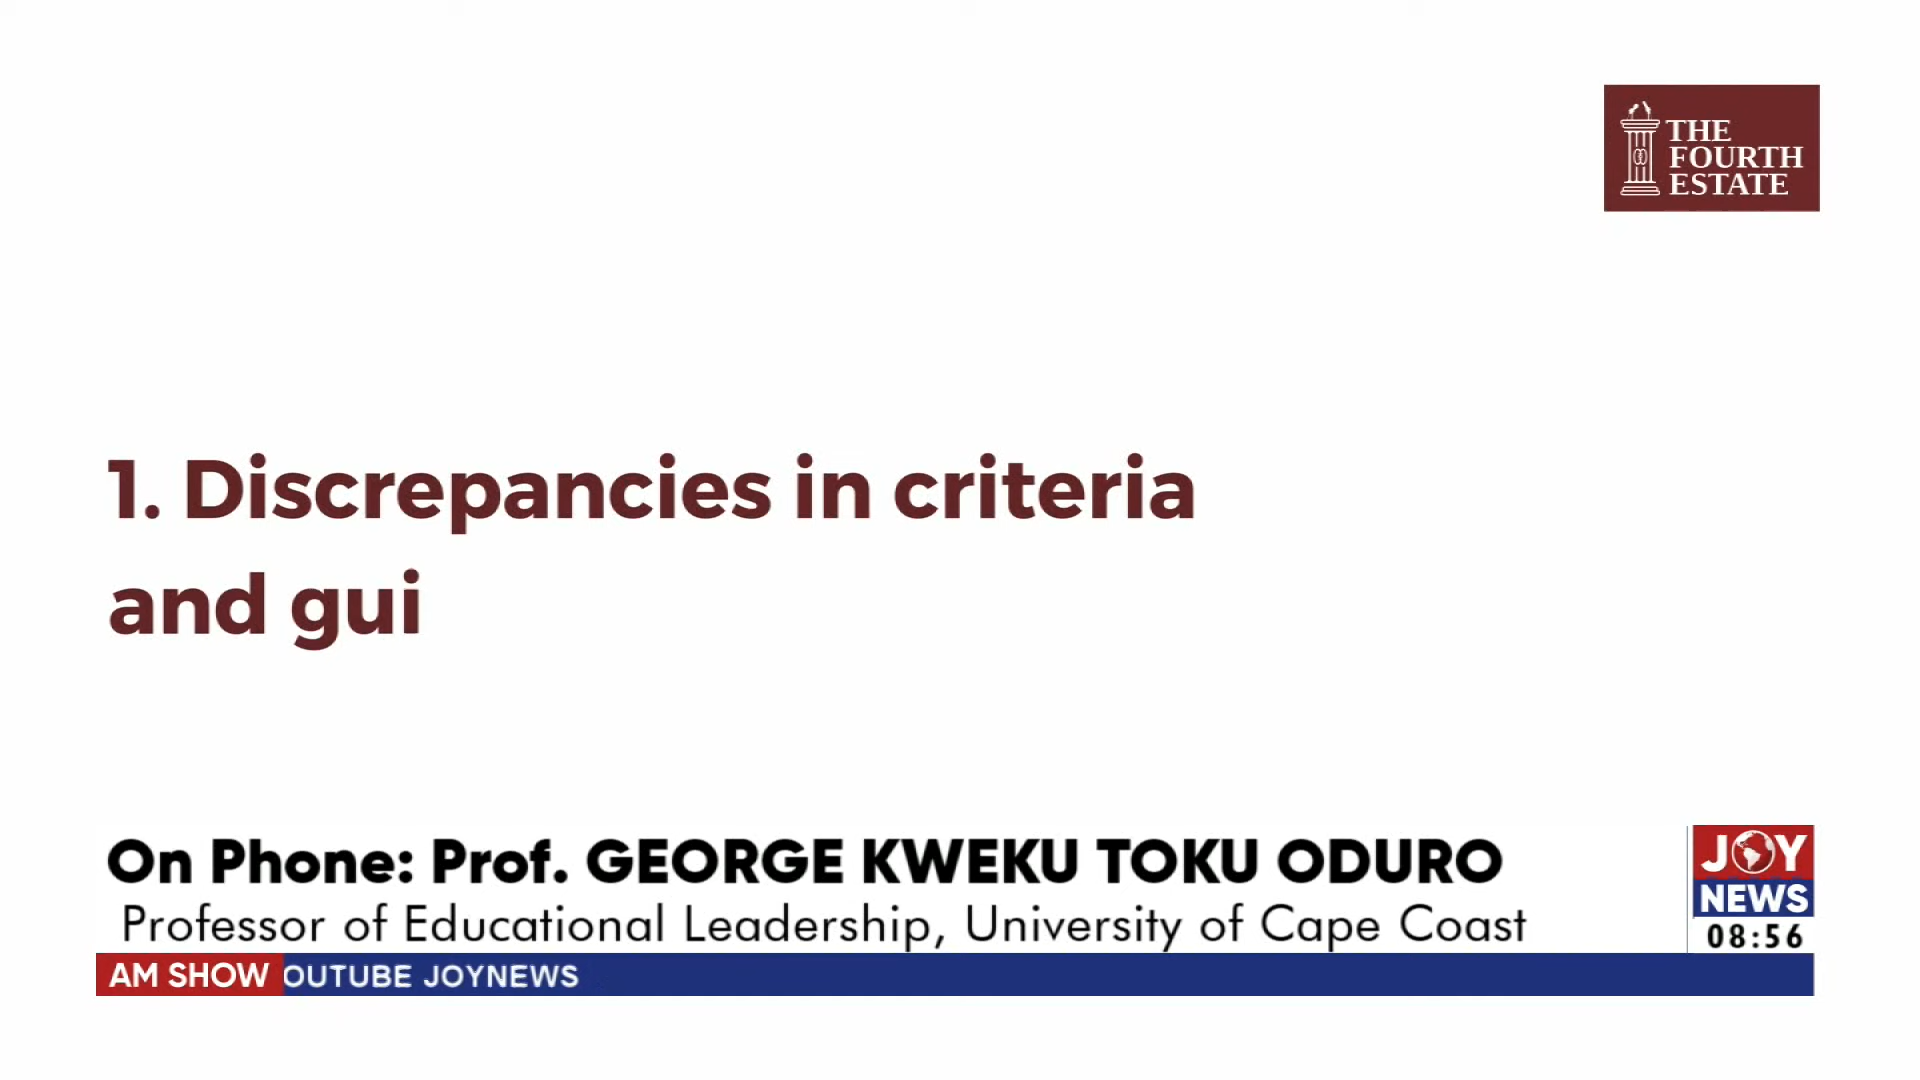 THE
FOURTH
ESTATE
1. Discrepancies in criteria
and gui
On Phone: Prof. GEORGE KWEKU TOKU ODURO
Professor of Educational Leadership, University of Cape Coast
JOY
NEWS
08:56
AM SHOW
OUTUBE JOYNEWS